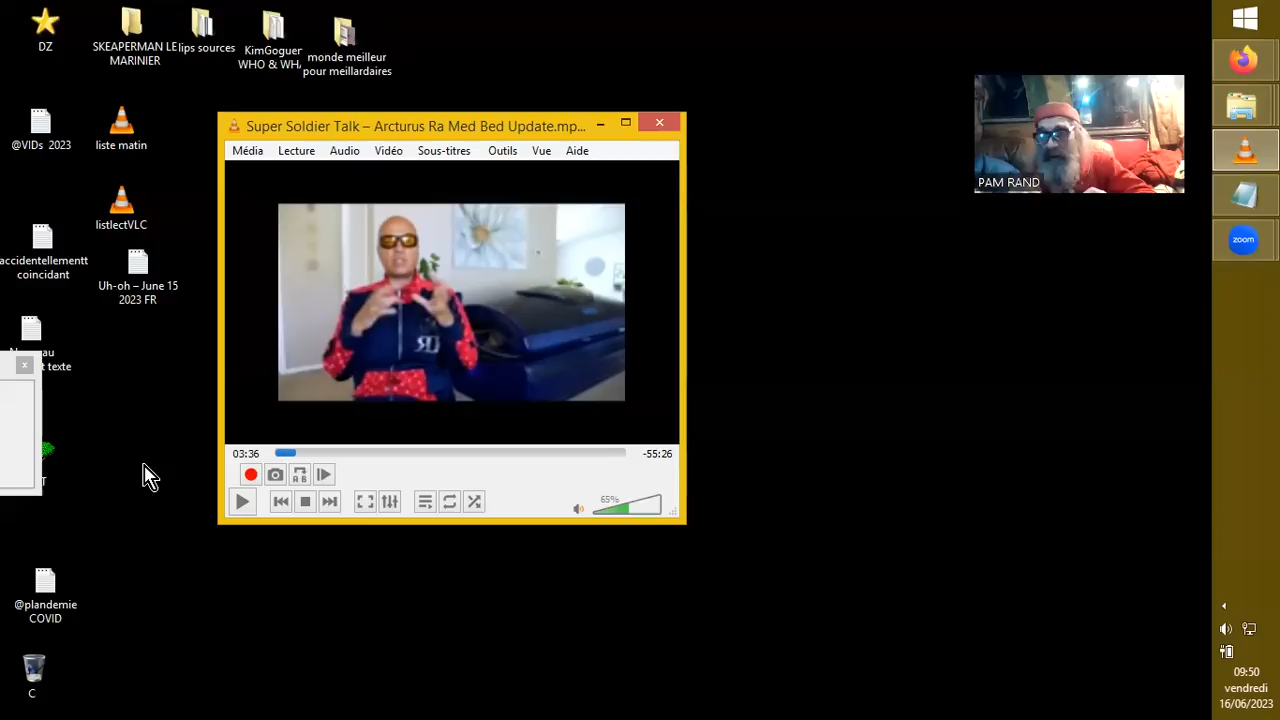 DZ
SKEAPERMAN LE
MARINIER
lips sources
KimGoguer
WHO &
monde meilleur
pour meillardaires
@VIDs 2023
liste matin
listlectVLC
accidentellementt
coincidant
Uh-oh – June 15
2023 FR
t texte
@plandemie
COVID
C
Super Soldier Talk – Arcturus Ra Med Bed Update.mp...
Média Lecture Audio Vidéo Sous-titres Outils Vue Aide
03:36
-55:26
65%
PAM RAND
zoom
09:50
vendredi
16/06/2023